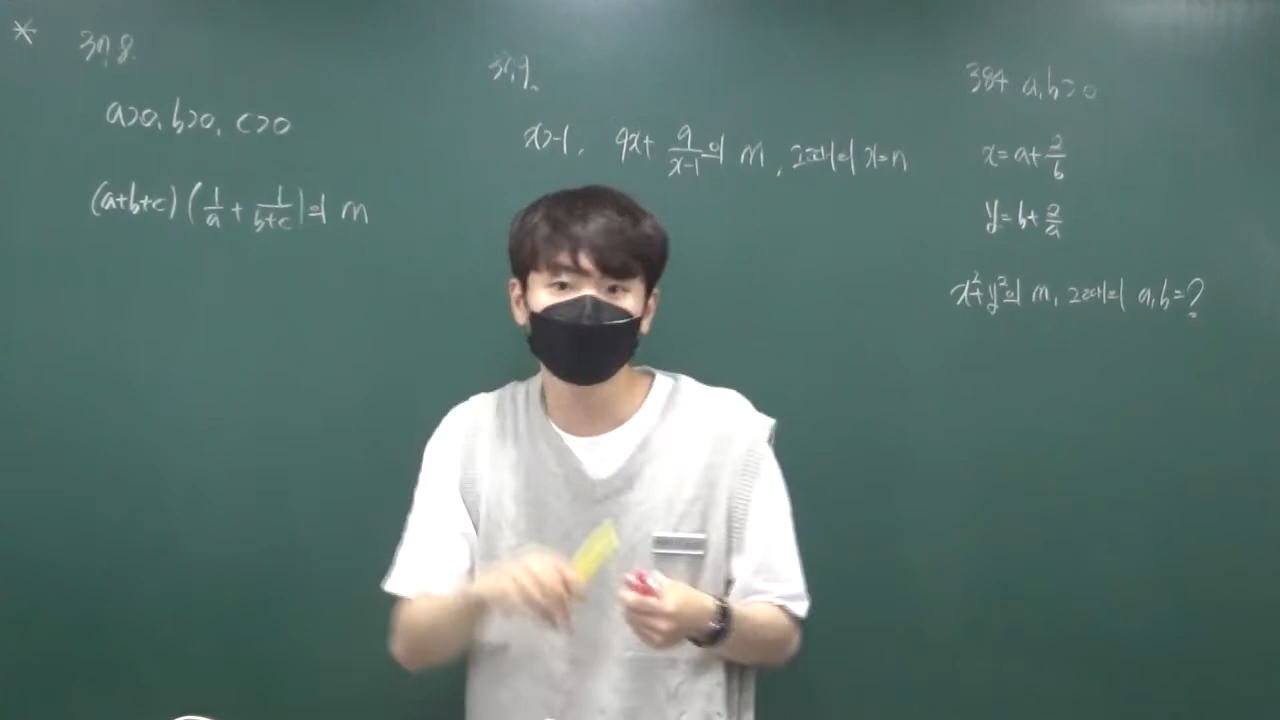 * 378.
a>0, b>0, c>0
(a+b+c)(1/a + 1/(b+c))의 m
379.
x>-1, 9x+ 9/(x-1)의 m, 그때의 x=n
384 a,b>0
x=a+2/b
y=b+2/a
x²+y²의 m, 그때의 a,b=?